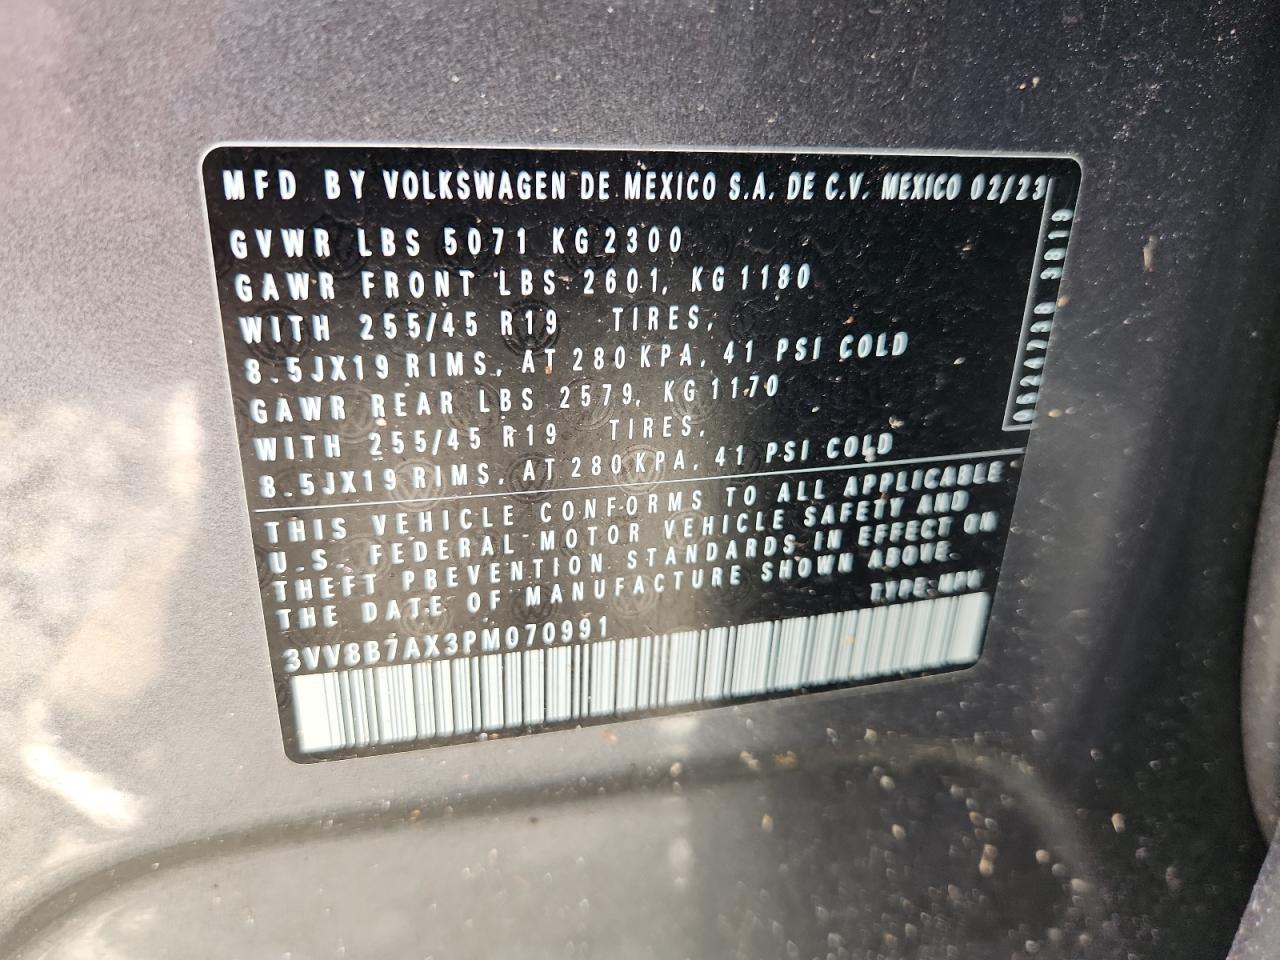 MFD BY VOLKSWAGEN DE MEXICO S.A. DE C.V. MEXICO 02/23
GVWR LBS 5071 KG 2300
GAWR FRONT LBS 2601, KG 1180
WITH 255/45 R19 TIRES,
8.5JX19 RIMS, AT 280 KPA, 41 PSI COLD
GAWR REAR LBS 2579, KG 1170
WITH 255/45 R19 TIRES,
8.5JX19 RIMS, AT 280 KPA, 41 PSI COLD
THIS VEHICLE CONFORMS TO ALL APPLICABLE
U.S. FEDERAL MOTOR VEHICLE SAFETY AND
THEFT PREVENTION STANDARDS IN EFFECT ON
THE DATE OF MANUFACTURE SHOWN ABOVE.
TYPE: MPV
3VV8B7AX3PM070991